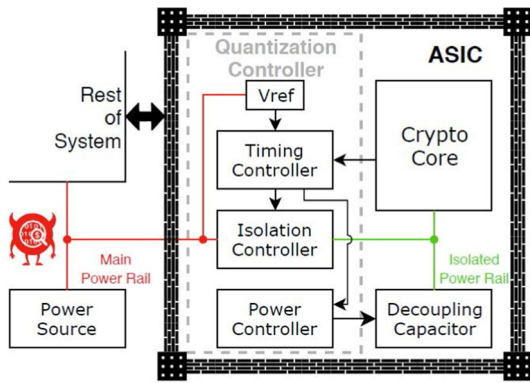 Quantization
Controller
ASIC
Rest
of
System
Vref
Crypto
Core
Timing
Controller
Isolation
Controller
Main
Power Rail
Isolated
Power Rail
Power
Source
Power
Controller
Decoupling
Capacitor